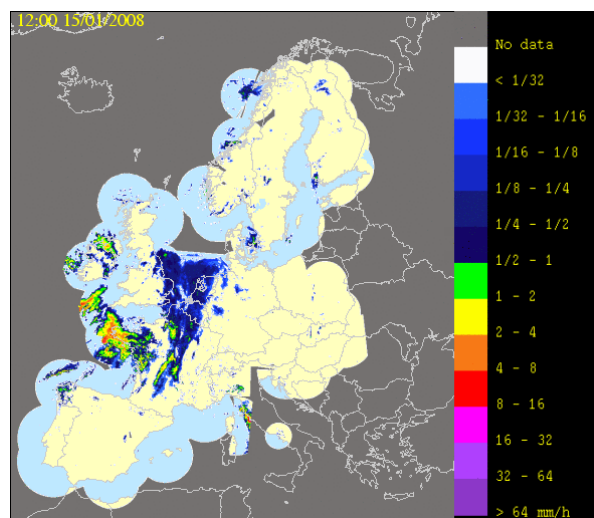 12:00 15/01/2008
No data
< 1/32
1/32 - 1/16
1/16 - 1/8
1/8 - 1/4
1/4 - 1/2
1/2 - 1
1 - 2
2 - 4
4 - 8
8 - 16
16 - 32
32 - 64
> 64 mm/h